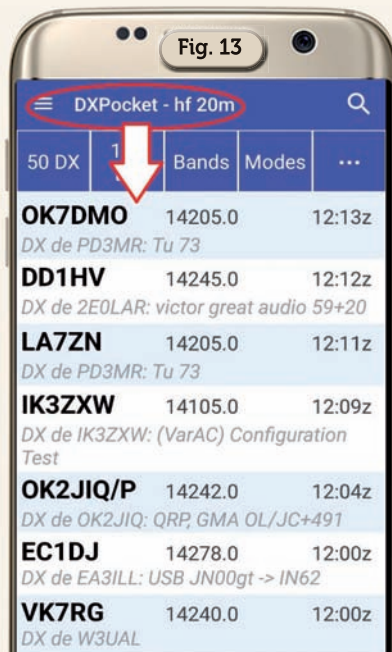 Fig. 13
DXPocket - hf 20m
50 DX 1 Bands Modes ...
OK7DMO 14205.0 12:13z
DX de PD3MR: Tu 73
DD1HV 14245.0 12:12z
DX de 2E0LAR: victor great audio 59+20
LA7ZN 14205.0 12:11z
DX de PD3MR: Tu 73
IK3ZXW 14105.0 12:09z
DX de IK3ZXW: (VarAC) Configuration
Test
OK2JIQ/P 14242.0 12:04z
DX de OK2JIQ: QRP, GMA OL/JC+491
EC1DJ 14278.0 12:00z
DX de EA3ILL: USB JN00gt -> IN62
VK7RG 14240.0 12:00z
DX de W3UAL